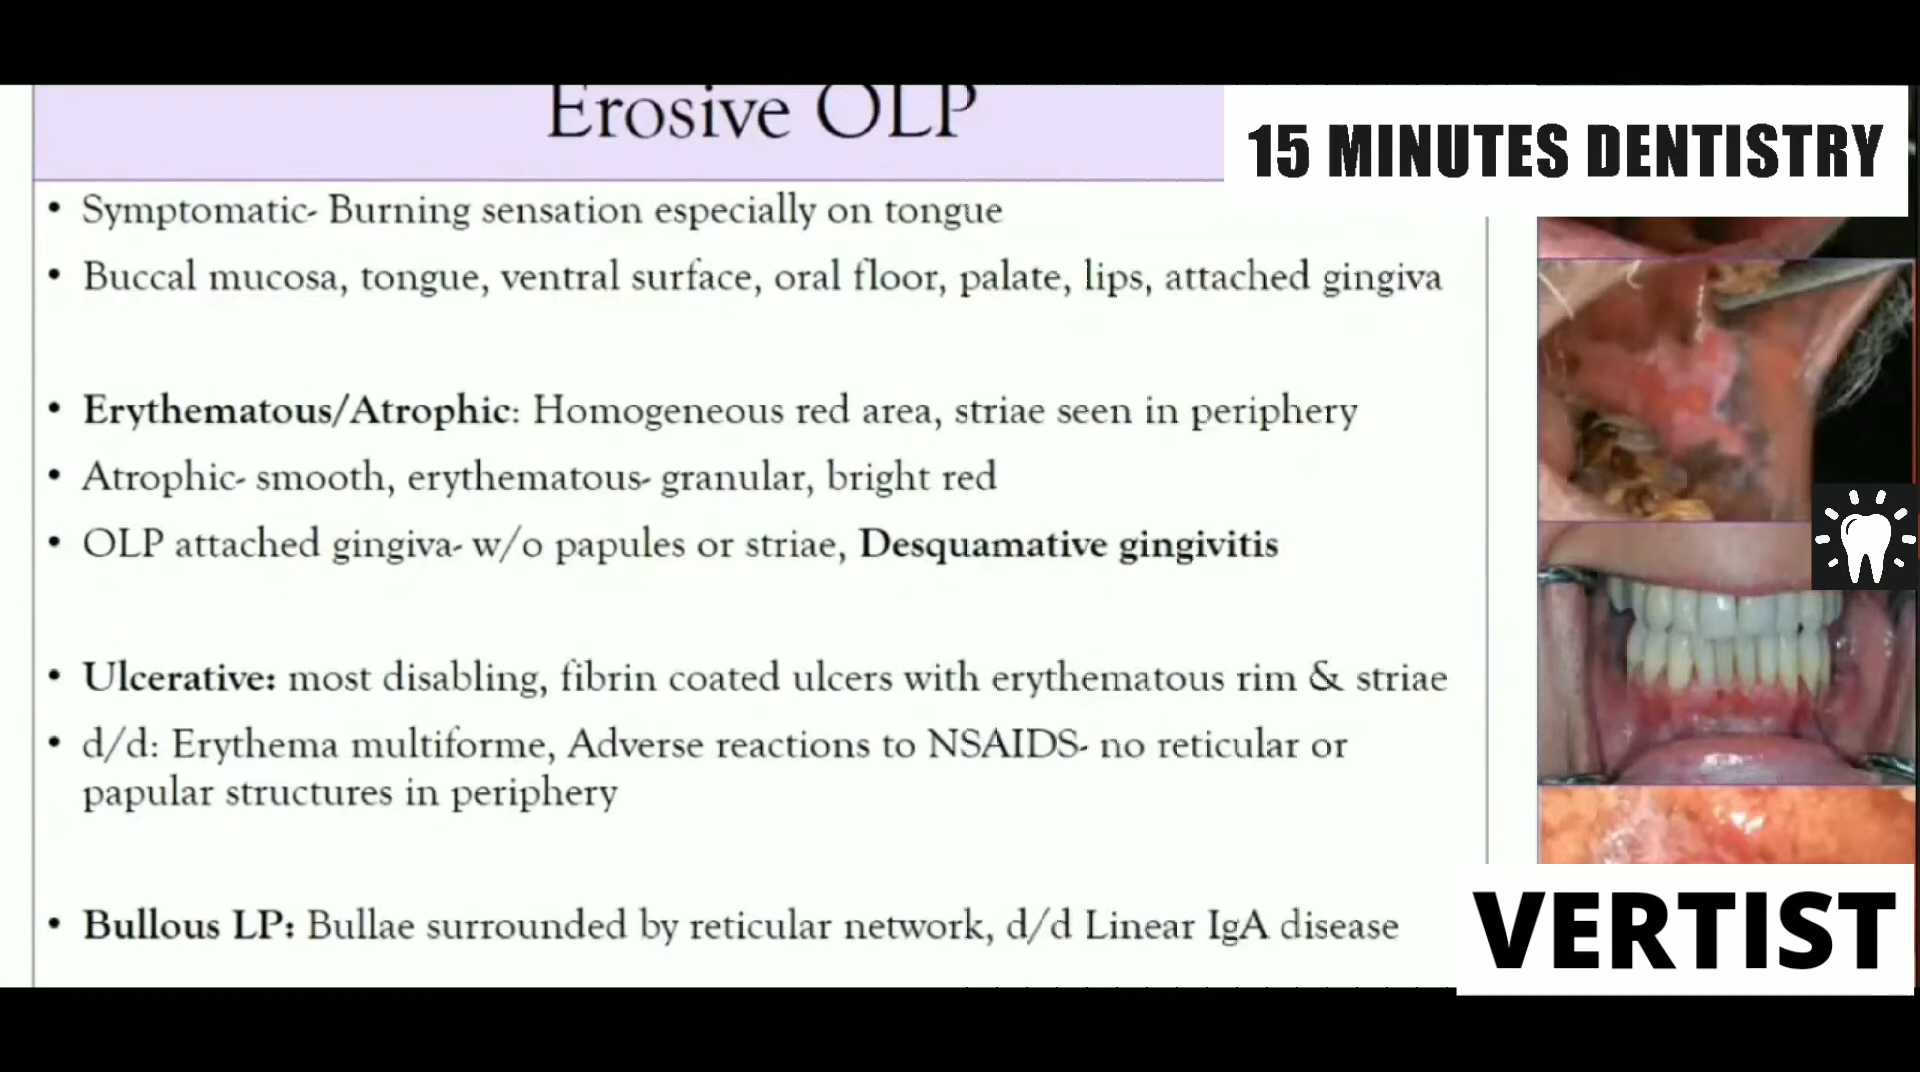 Erosive OLP
15 MINUTES DENTISTRY
• Symptomatic- Burning sensation especially on tongue
• Buccal mucosa, tongue, ventral surface, oral floor, palate, lips, attached gingiva
• Erythematous/Atrophic: Homogeneous red area, striae seen in periphery
• Atrophic- smooth, erythematous- granular, bright red
• OLP attached gingiva- w/o papules or striae, Desquamative gingivitis
• Ulcerative: most disabling, fibrin coated ulcers with erythematous rim & striae
• d/d: Erythema multiforme, Adverse reactions to NSAIDS- no reticular or
papular structures in periphery
• Bullous LP: Bullae surrounded by reticular network, d/d Linear IgA disease
VERTIST